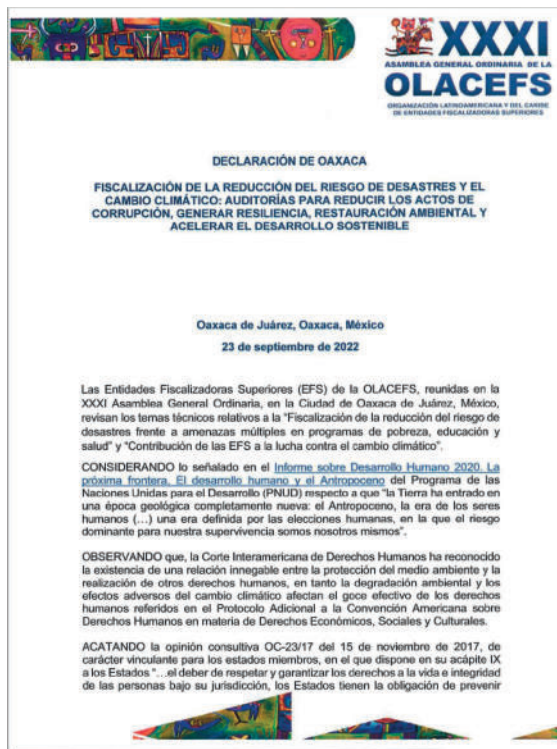 XXXI
ASAMBLEA GENERAL ORDINARIA DE LA
OLACEFS
ORGANIZACIÓN LATINOAMERICANA Y DEL CARIBE
DE ENTIDADES FISCALIZADORAS SUPERIORES
DECLARACIÓN DE OAXACA
FISCALIZACIÓN DE LA REDUCCIÓN DEL RIESGO DE DESASTRES Y EL
CAMBIO CLIMÁTICO: AUDITORÍAS PARA REDUCIR LOS ACTOS DE
CORRUPCIÓN, GENERAR RESILIENCIA, RESTAURACIÓN AMBIENTAL Y
ACELERAR EL DESARROLLO SOSTENIBLE
Oaxaca de Juárez, Oaxaca, México
23 de septiembre de 2022
Las Entidades Fiscalizadoras Superiores (EFS) de la OLACEFS, reunidas en la
XXXI Asamblea General Ordinaria, en la Ciudad de Oaxaca de Juárez, México,
revisan los temas técnicos relativos a la "Fiscalización de la reducción del riesgo de
desastres frente a amenazas múltiples en programas de pobreza, educación y
salud" y "Contribución de las EFS a la lucha contra el cambio climático".
CONSIDERANDO lo señalado en el Informe sobre Desarrollo Humano 2020. La
próxima frontera. El desarrollo humano y el Antropoceno del Programa de las
Naciones Unidas para el Desarrollo (PNUD) respecto a que "la Tierra ha entrado en
una época geológica completamente nueva: el Antropoceno, la era de los seres
humanos (...) una era definida por las elecciones humanas, en la que el riesgo
dominante para nuestra supervivencia somos nosotros mismos".
OBSERVANDO que, la Corte Interamericana de Derechos Humanos ha reconocido
la existencia de una relación innegable entre la protección del medio ambiente y la
realización de otros derechos humanos, en tanto la degradación ambiental y los
efectos adversos del cambio climático afectan el goce efectivo de los derechos
humanos referidos en el Protocolo Adicional a la Convención Americana sobre
Derechos Humanos en materia de Derechos Económicos, Sociales y Culturales.
ACATANDO la opinión consultiva OC-23/17 del 15 de noviembre de 2017, de
carácter vinculante para los estados miembros, en el que dispone en su acápite IX
a los Estados "...el deber de respetar y garantizar los derechos a la vida e integridad
de las personas bajo su jurisdicción, los Estados tienen la obligación de prevenir